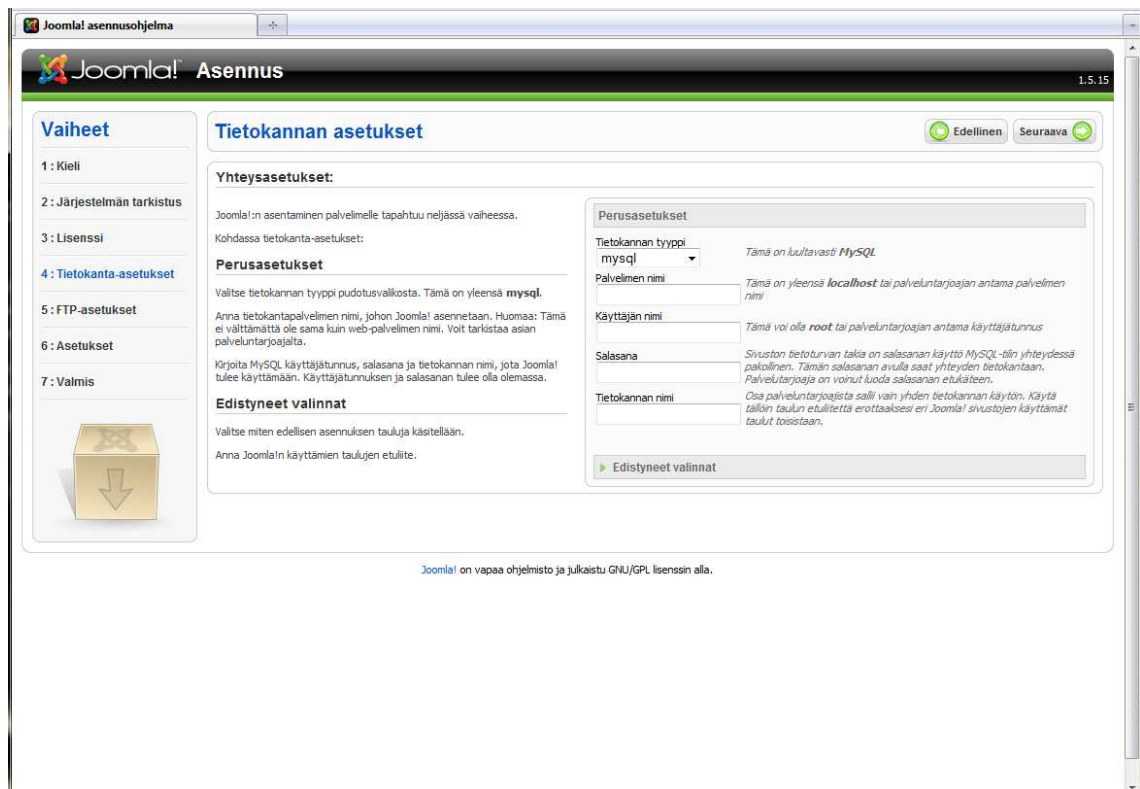 Joomla! asennusohjelma
Joomla! Asennus
1.5.15
Vaiheet
1 : Kieli
2 : Järjestelmän tarkistus
3 : Lisenssi
4 : Tietokanta-asetukset
5 : FTP-asetukset
6 : Asetukset
7 : Valmis
Tietokannan asetukset
Edellinen
Seuraava
Yhteysasetukset:
Joomla!:n asentaminen palvelimelle tapahtuu neljässä vaiheessa.
Kohdassa tietokanta-asetukset:
Perusasetukset
Valitse tietokannan tyyppi pudotusvalikosta. Tämä on yleensä mysql.
Anna tietokantapalvelimen nimi, johon Joomla! asennetaan. Huomaa: Tämä
ei välttämättä ole sama kuin web-palvelimen nimi. Voit tarkistaa asian
palveluntarjoajalta.
Kirjoita MySQL käyttäjätunnus, salasana ja tietokannan nimi, jota Joomla!
tulee käyttämään. Käyttäjätunnuksen ja salasanan tulee olla olemassa.
Edistyneet valinnat
Valitse miten edellisen asennuksen tauluja käsitellään.
Anna Joomla!n käyttämien taulujen etuliite.
Perusasetukset
Tietokannan tyyppi
mysql
Tämä on luultavasti MySQL
Palvelimen nimi
Tämä on yleensä localhost tai palveluntarjoajan antama palvelimen
nimi
Käyttäjän nimi
Tämä voi olla root tai palveluntarjoajan antama käyttäjätunnus
Salasana
Sivuston tietoturvan takia on salasanan käyttö MySQL-tilin yhteydessä
pakollinen. Tämän salasanan avulla saat yhteyden tietokantaan.
Palvelutarjoaja on voinut luoda salasanan etukäteen.
Tietokannan nimi
Osa palveluntarjoajista sallii vain yhden tietokannan käytön. Käytä
tällöin taulun etuliitettä erottaaksesi eri Joomla! sivustojen käyttämät
taulut toisistaan.
Edistyneet valinnat
Joomla! on vapaa ohjelmisto ja julkaistu GNU/GPL lisenssin alla.